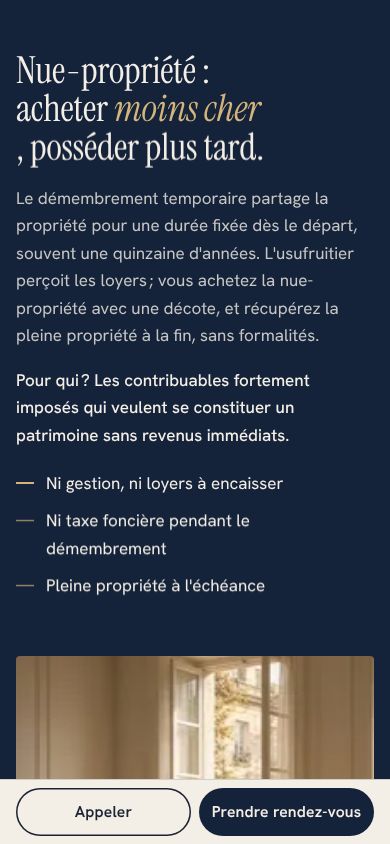 Nue-propriété :
acheter moins cher
, posséder plus tard.
Le démembrement temporaire partage la
propriété pour une durée fixée dès le départ,
souvent une quinzaine d'années. L'usufruitier
perçoit les loyers ; vous achetez la nue-
propriété avec une décote, et récupérez la
pleine propriété à la fin, sans formalités.
Pour qui ? Les contribuables fortement
imposés qui veulent se constituer un
patrimoine sans revenus immédiats.
— Ni gestion, ni loyers à encaisser
— Ni taxe foncière pendant le
démembrement
— Pleine propriété à l'échéance
Appeler
Prendre rendez-vous